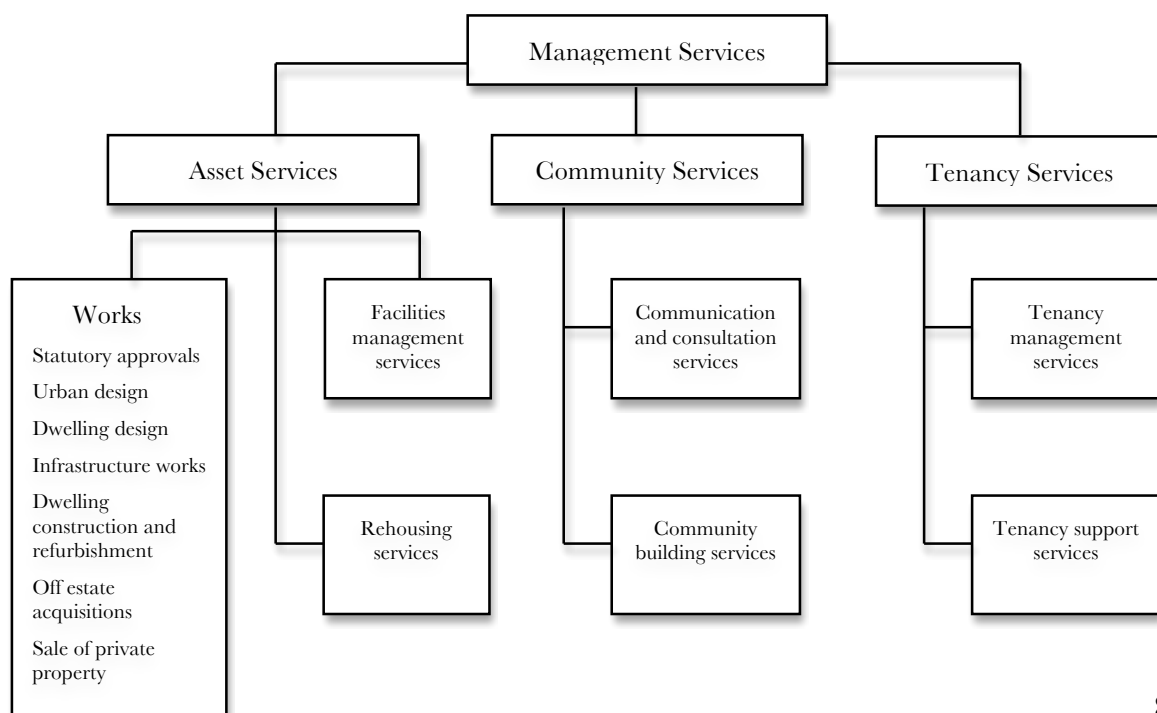 Management Services
Asset Services
Community Services
Tenancy Services
Works
Statutory approvals
Urban design
Dwelling design
Infrastructure works
Dwelling
construction and
refurbishment
Off estate
acquisitions
Sale of private
property
Facilities
management
services
Rehousing
services
Communication
and consultation
services
Community
building services
Tenancy
management
services
Tenancy support
services